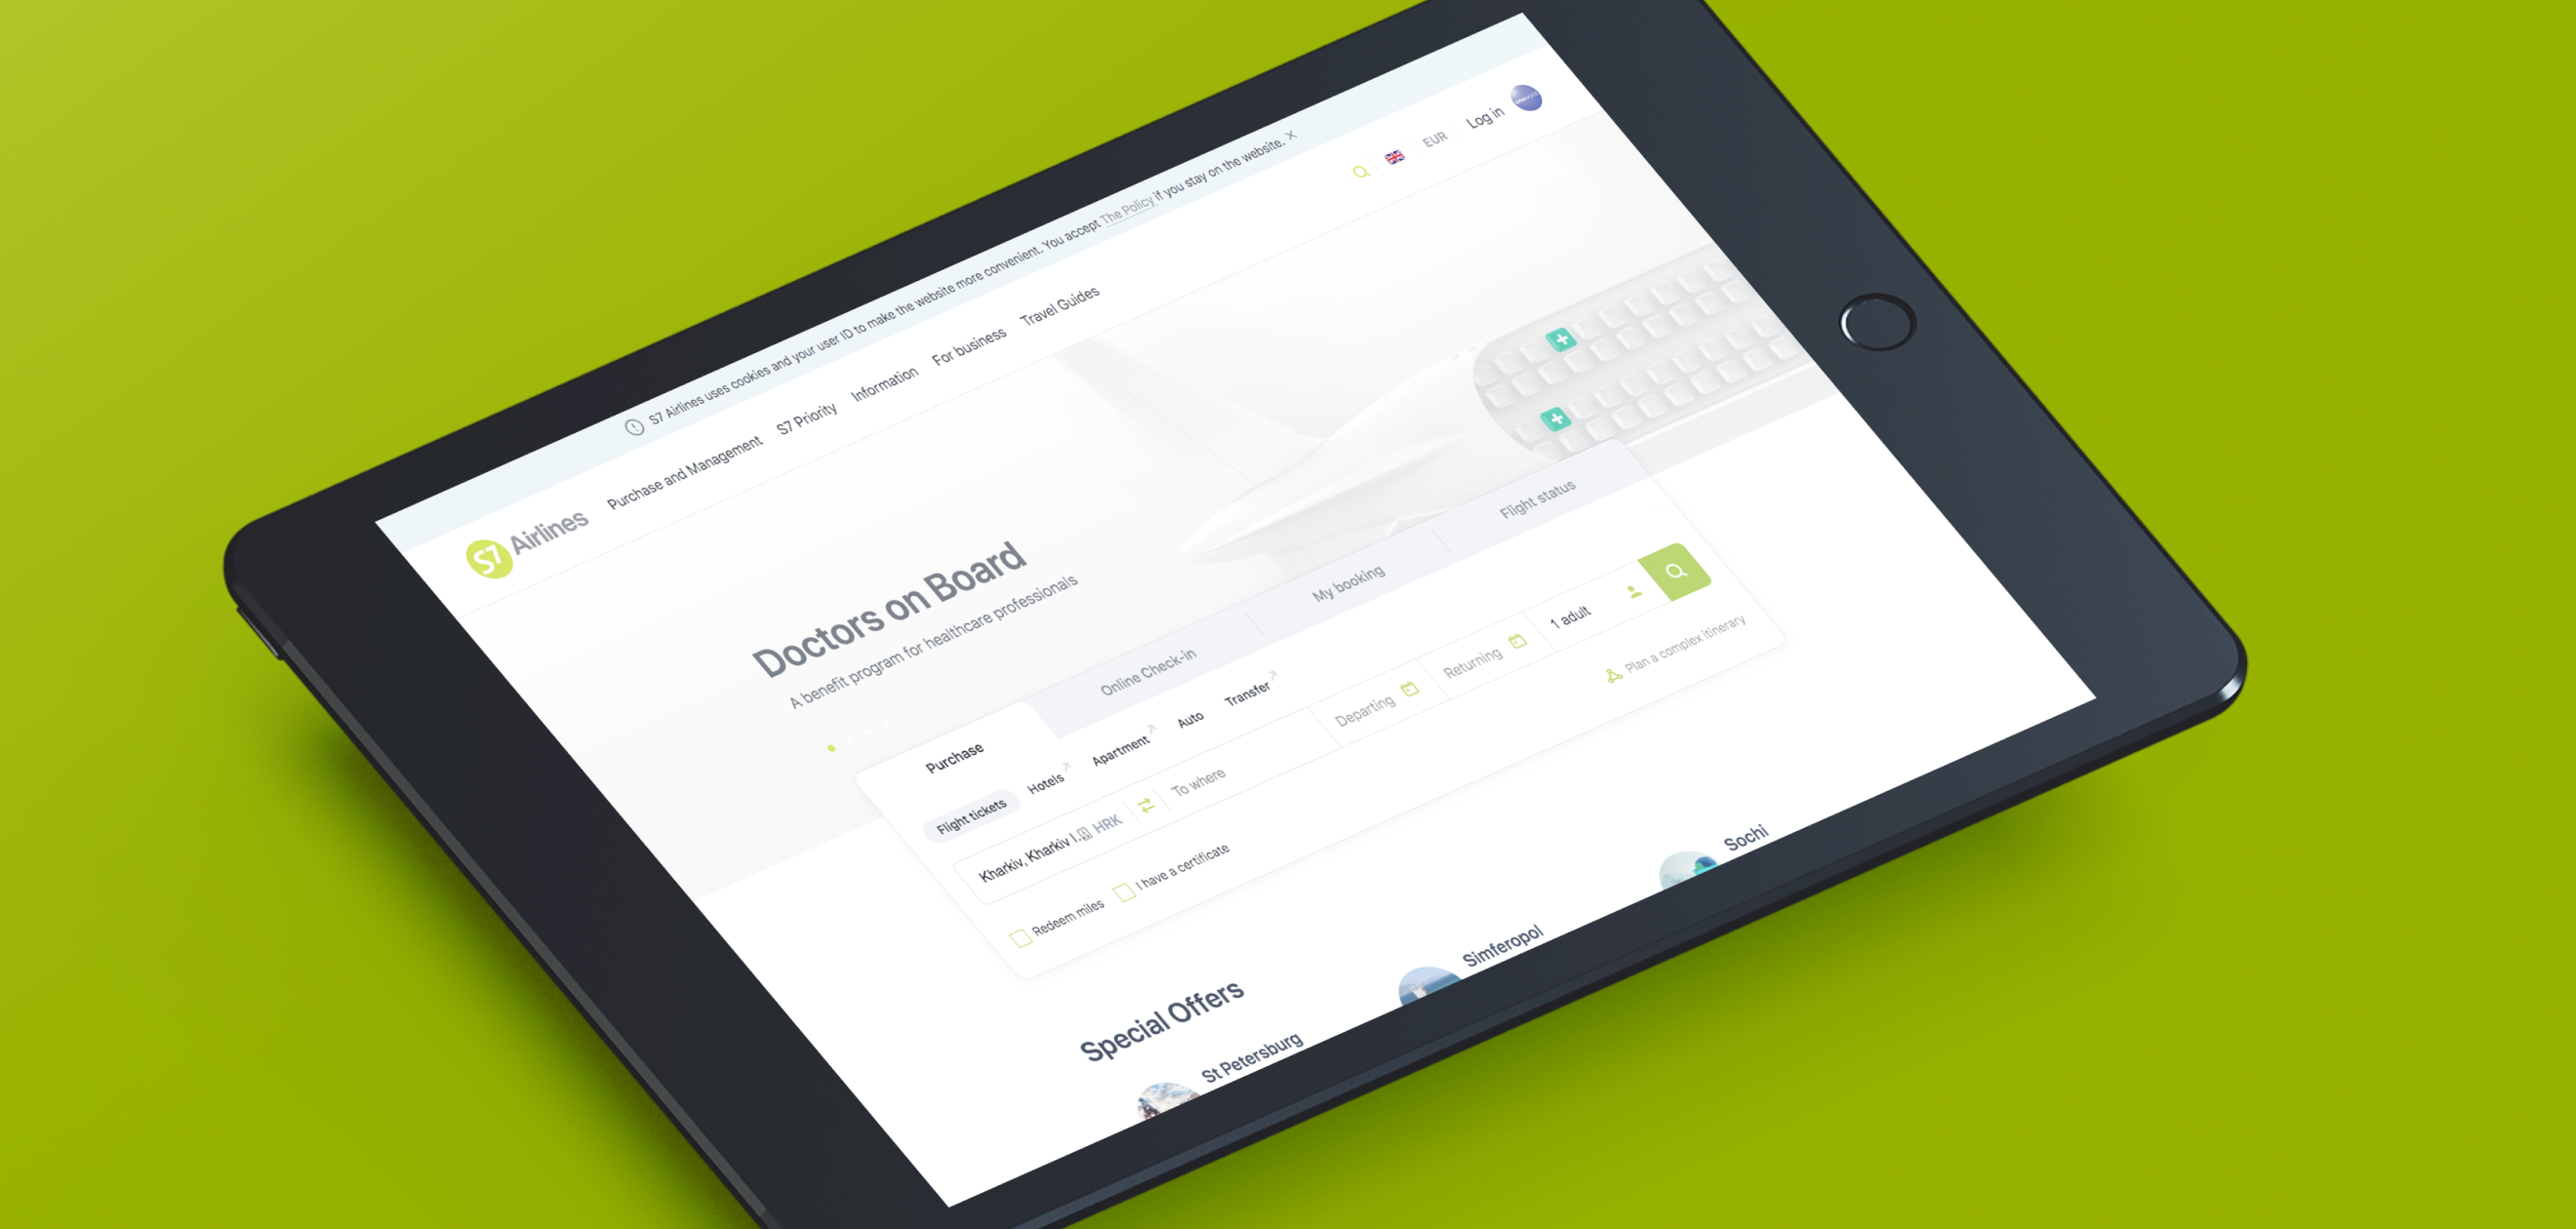 S7 Airlines uses cookies and your user ID to make the website more convenient. You accept The Policy if you stay on the website.
S7 Airlines
Purchase and Management
S7 Priority
Information
For business
Travel Guides
EUR
Log in
Doctors on Board
A benefit program for healthcare professionals
Purchase
Online Check-in
My booking
Flight status
Flight tickets
Hotels
Apartment
Auto
Transfer
Kharkiv, Kharkiv I... HRK
To where
Departing
Returning
1 adult
Redeem miles
I have a certificate
Plan a complex itinerary
Special Offers
St Petersburg
Simferopol
Sochi